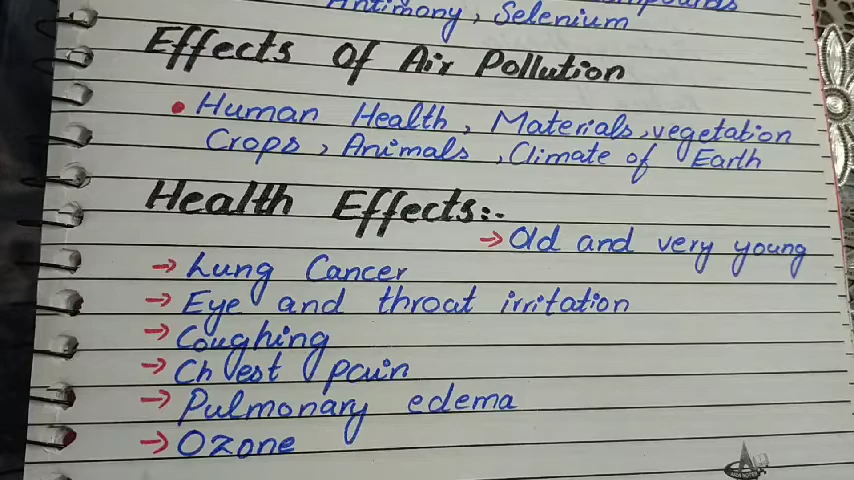 Antimony, Selenium
Effects Of Air Pollution
• Human Health, Materials, vegetation
Crops, Animals, Climate of Earth
Health Effects:-
→ Old and very young
→ Lung Cancer
→ Eye and throat irritation
→ Coughing
→ Chest pain
→ Pulmonary edema
→ Ozone